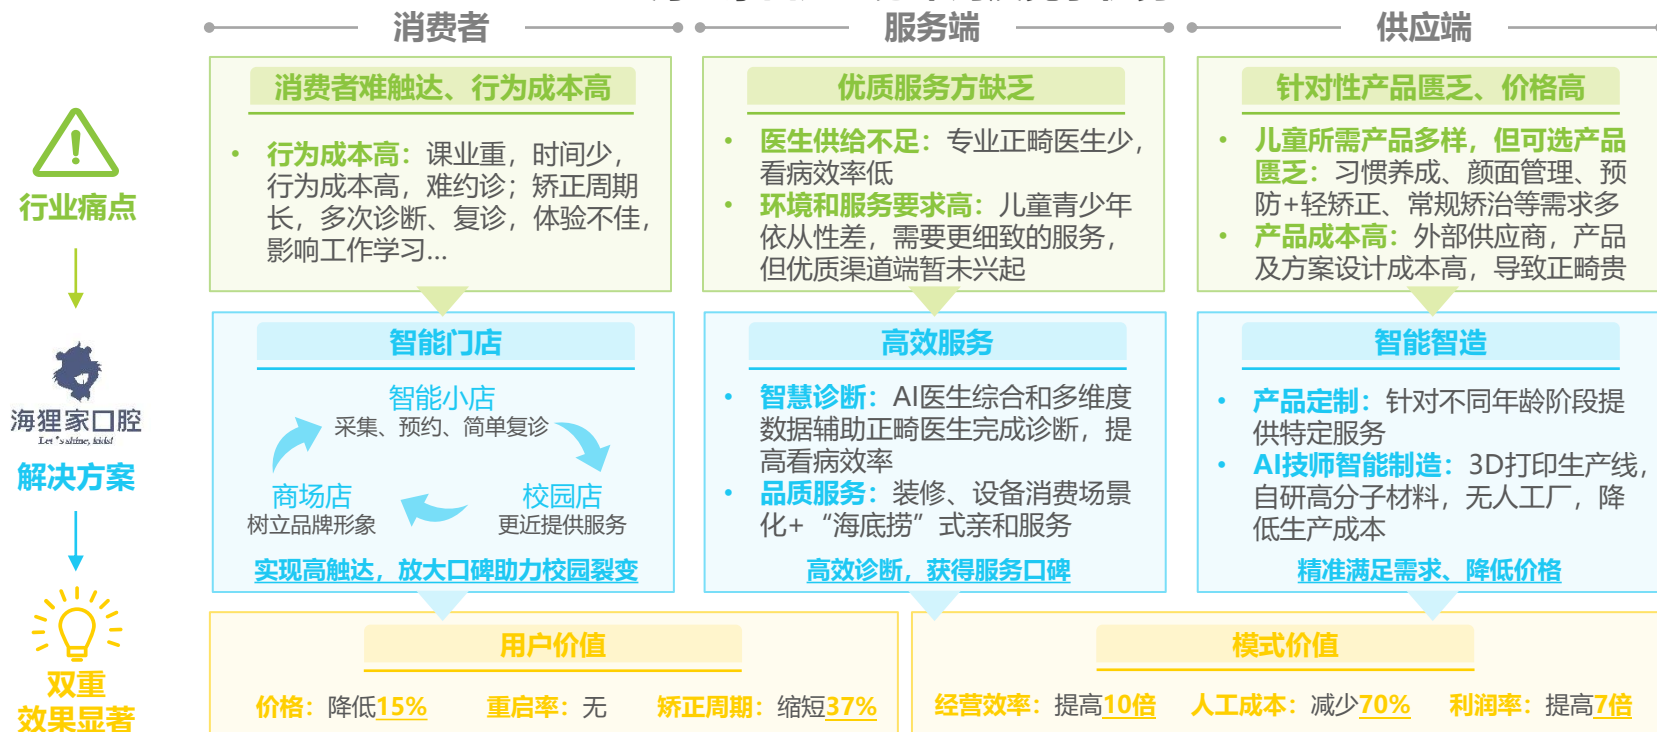 消费者
服务端
供应端
行业痛点
消费者难触达、行为成本高
• 行为成本高：课业重，时间少，
行为成本高，难约诊；矫正周期
长，多次诊断、复诊，体验不佳，
影响工作学习...
优质服务方缺乏
• 医生供给不足：专业正畸医生少，
看病效率低
• 环境和服务要求高：儿童青少年
依从性差，需要更细致的服务，
但优质渠道端暂未兴起
针对性产品匮乏、价格高
• 儿童所需产品多样，但可选产品
匮乏：习惯养成、颜面管理、预
防+轻矫正、常规矫治等需求多
• 产品成本高：外部供应商，产品
及方案设计成本高，导致正畸贵
海狸家口腔
Let's shine, kids!
解决方案
智能门店
智能小店
采集、预约、简单复诊
商场店
树立品牌形象
校园店
更近提供服务
实现高触达，放大口碑助力校园裂变
高效服务
• 智慧诊断：AI医生综合和多维度
数据辅助正畸医生完成诊断，提
高看病效率
• 品质服务：装修、设备消费场景
化+“海底捞”式亲和服务
高效诊断，获得服务口碑
智能智造
• 产品定制：针对不同年龄阶段提
供特定服务
• AI技师智能制造：3D打印生产线，
自研高分子材料，无人工厂，降
低生产成本
精准满足需求、降低价格
双重
效果显著
用户价值
价格：降低15% 重启率：无 矫正周期：缩短37%
模式价值
经营效率：提高10倍 人工成本：减少70% 利润率：提高7倍